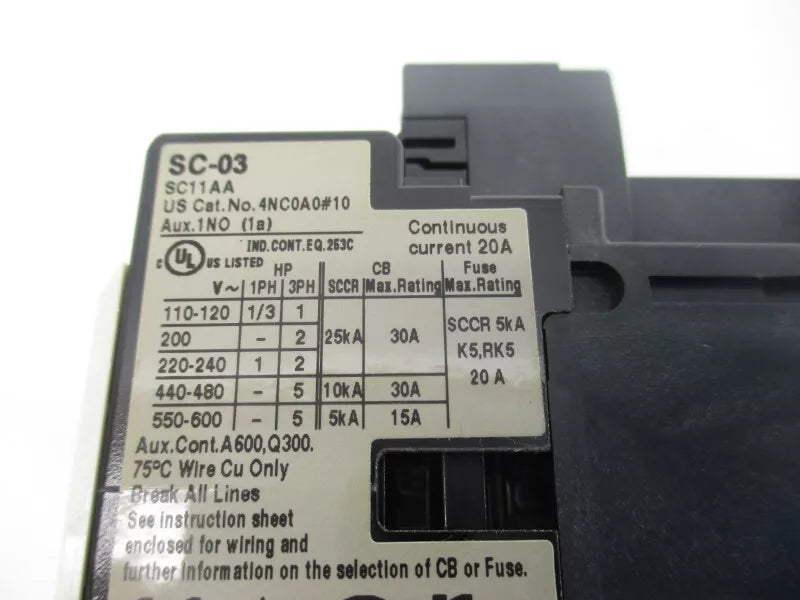 SC-03
SC11AA
US Cat.No.4NC0A0#10
Aux.1NO (1a)
Continuous
current 20A
IND.CONT.EQ.253C
C UL US LISTED
HP CB Fuse
V~ 1PH 3PH SCCR Max.Rating Max.Rating
110-120 1/3 1
200 - 2 25kA 30A SCCR 5kA
K5,RK5
220-240 1 2 20 A
440-480 - 5 10kA 30A
550-600 - 5 5kA 15A
Aux.Cont.A600,Q300.
75°C Wire Cu Only
Break All Lines
See instruction sheet
enclosed for wiring and
further information on the selection of CB or Fuse.